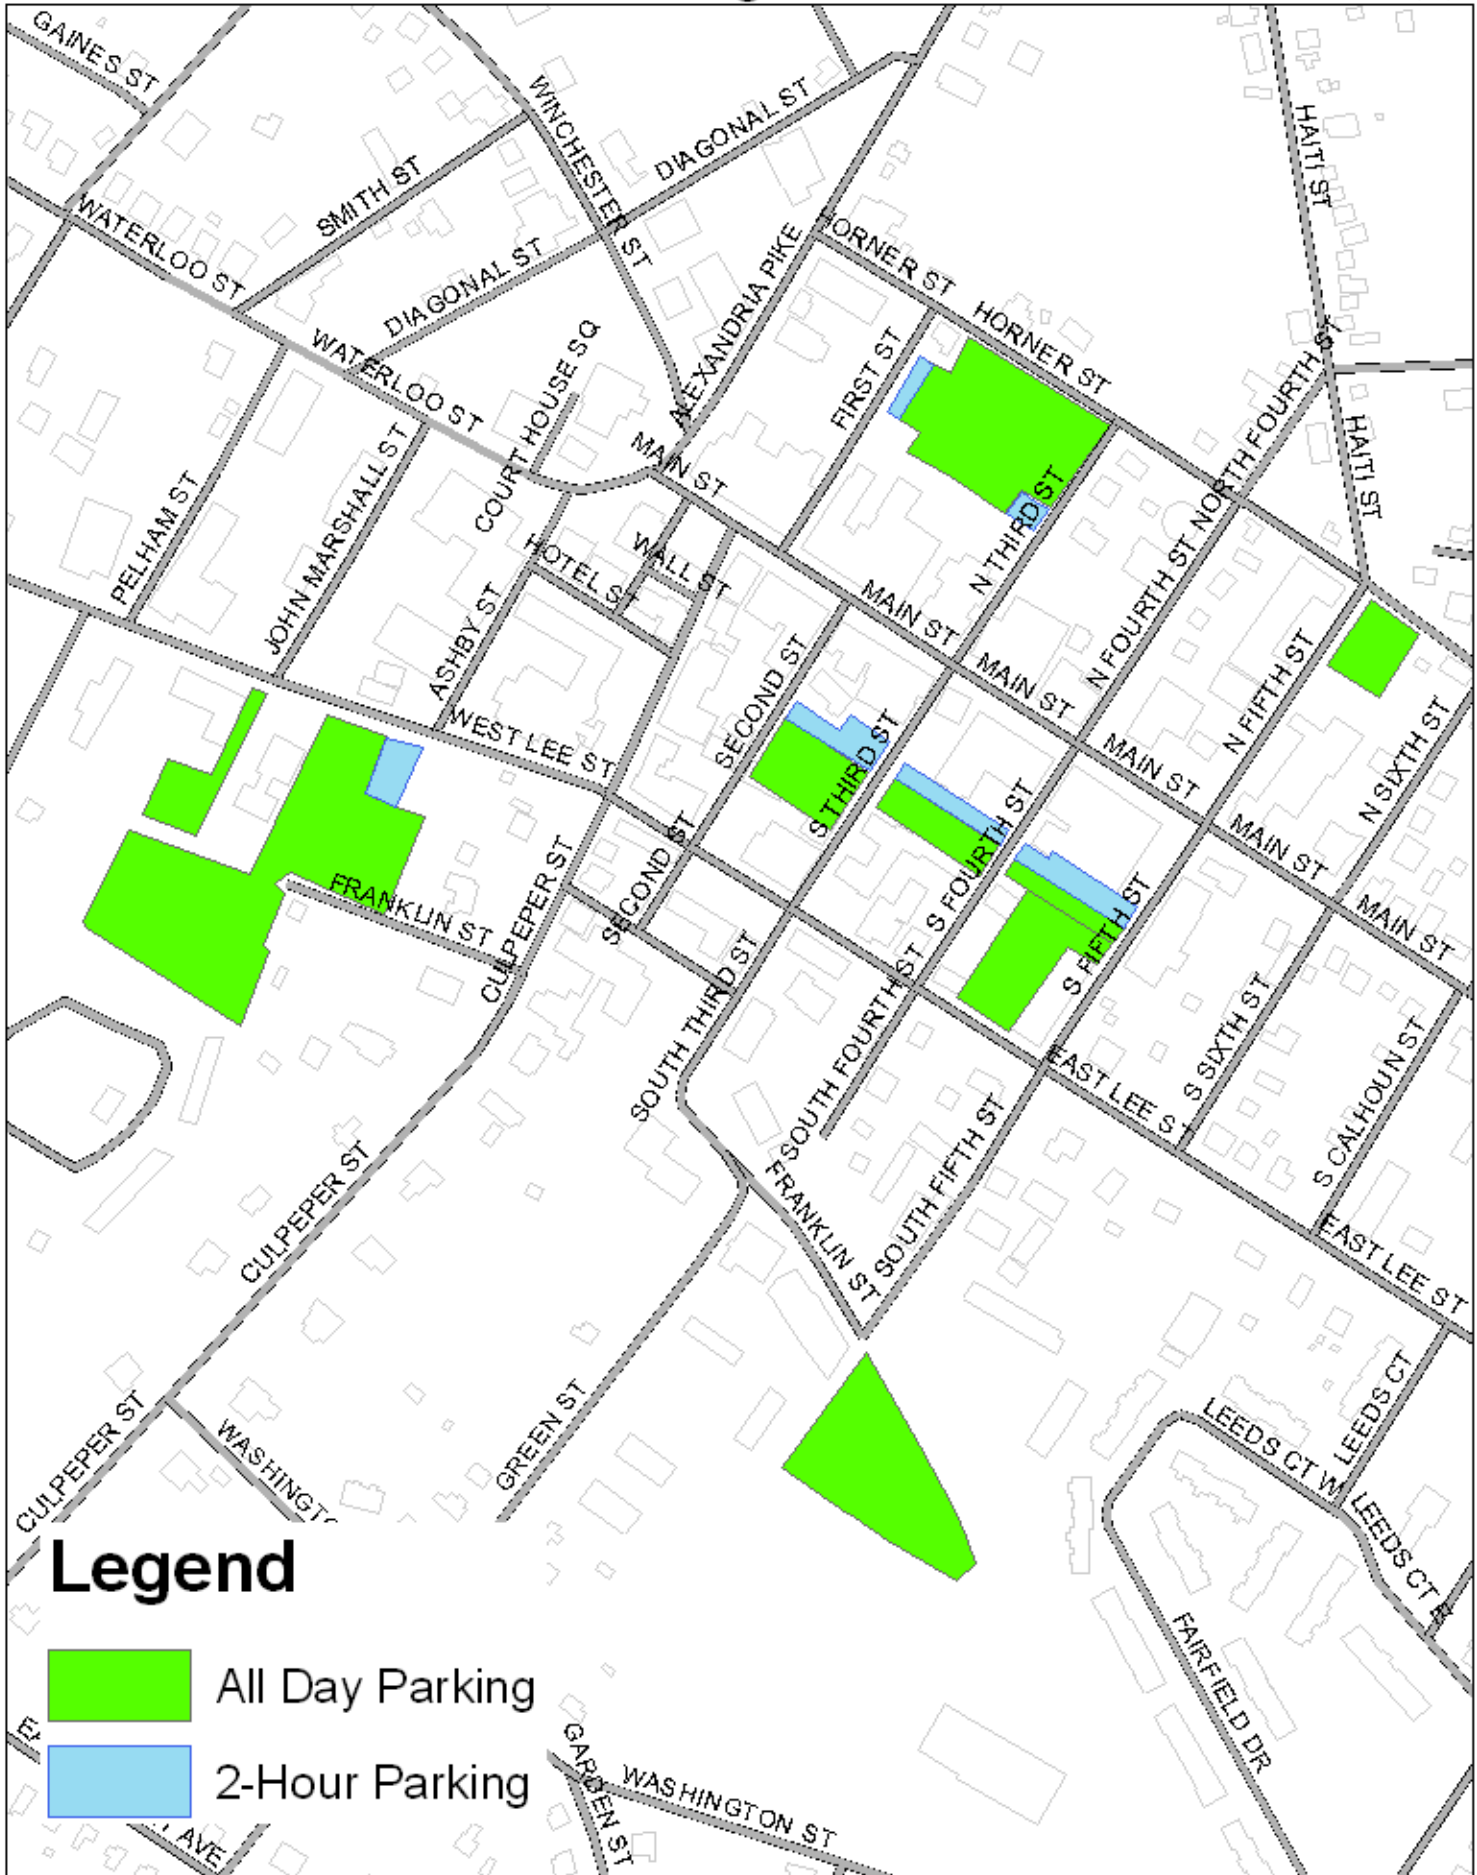 GAINES ST
WINCHESTER ST
DIAGONAL ST
HAITI ST
SMITH ST
WATERLOO ST
HORNER ST
DIAGONAL ST
ALEXANDRIA PIKE
HORNER ST
WATERLOO ST
COURT HOUSE SQ
FIRST ST
NORTH FOURTH ST
HAITI ST
MAIN ST
PELHAM ST
JOHN MARSHALL ST
HOTEL ST
WALL ST
N THIRD ST
MAIN ST
N FOURTH ST
ASHBY ST
SECOND ST
MAIN ST
N FIFTH ST
WEST LEE ST
S THIRD ST
MAIN ST
N SIXTH ST
MAIN ST
FRANKLIN ST
CULPEPER ST
SECOND ST
S FOURTH ST
S FIFTH ST
MAIN ST
SOUTH THIRD ST
SOUTH FOURTH ST
S SIXTH ST
EAST LEE ST
S CALHOUN ST
CULPEPER ST
FRANKLIN ST
SOUTH FIFTH ST
EAST LEE ST
CULPEPER ST
WASHINGTO
GREEN ST
LEEDS CT W
LEEDS CT
LEEDS CT
FAIRFIELD DR
Legend
All Day Parking
2-Hour Parking
GARDEN ST
WASHINGTON ST
AVE